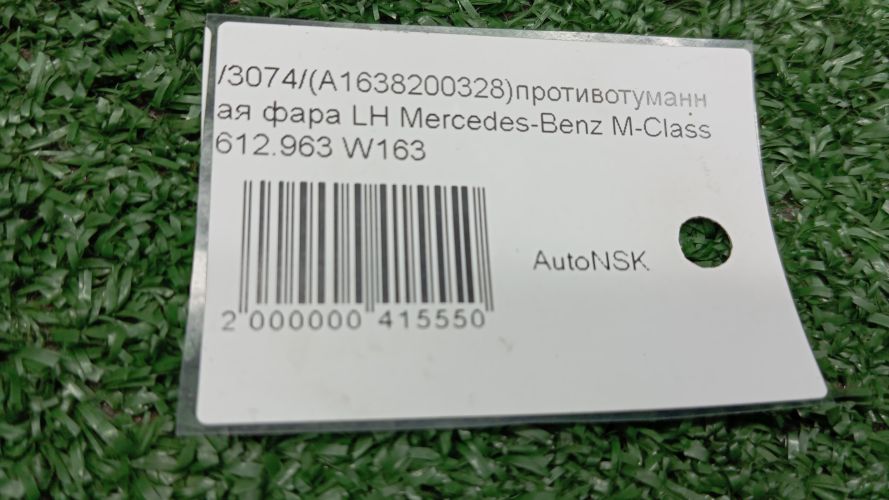 /3074/(A1638200328)противотуманн
ая фара LH Mercedes-Benz M-Class
612.963 W163
AutoNSK
2 000000 415550